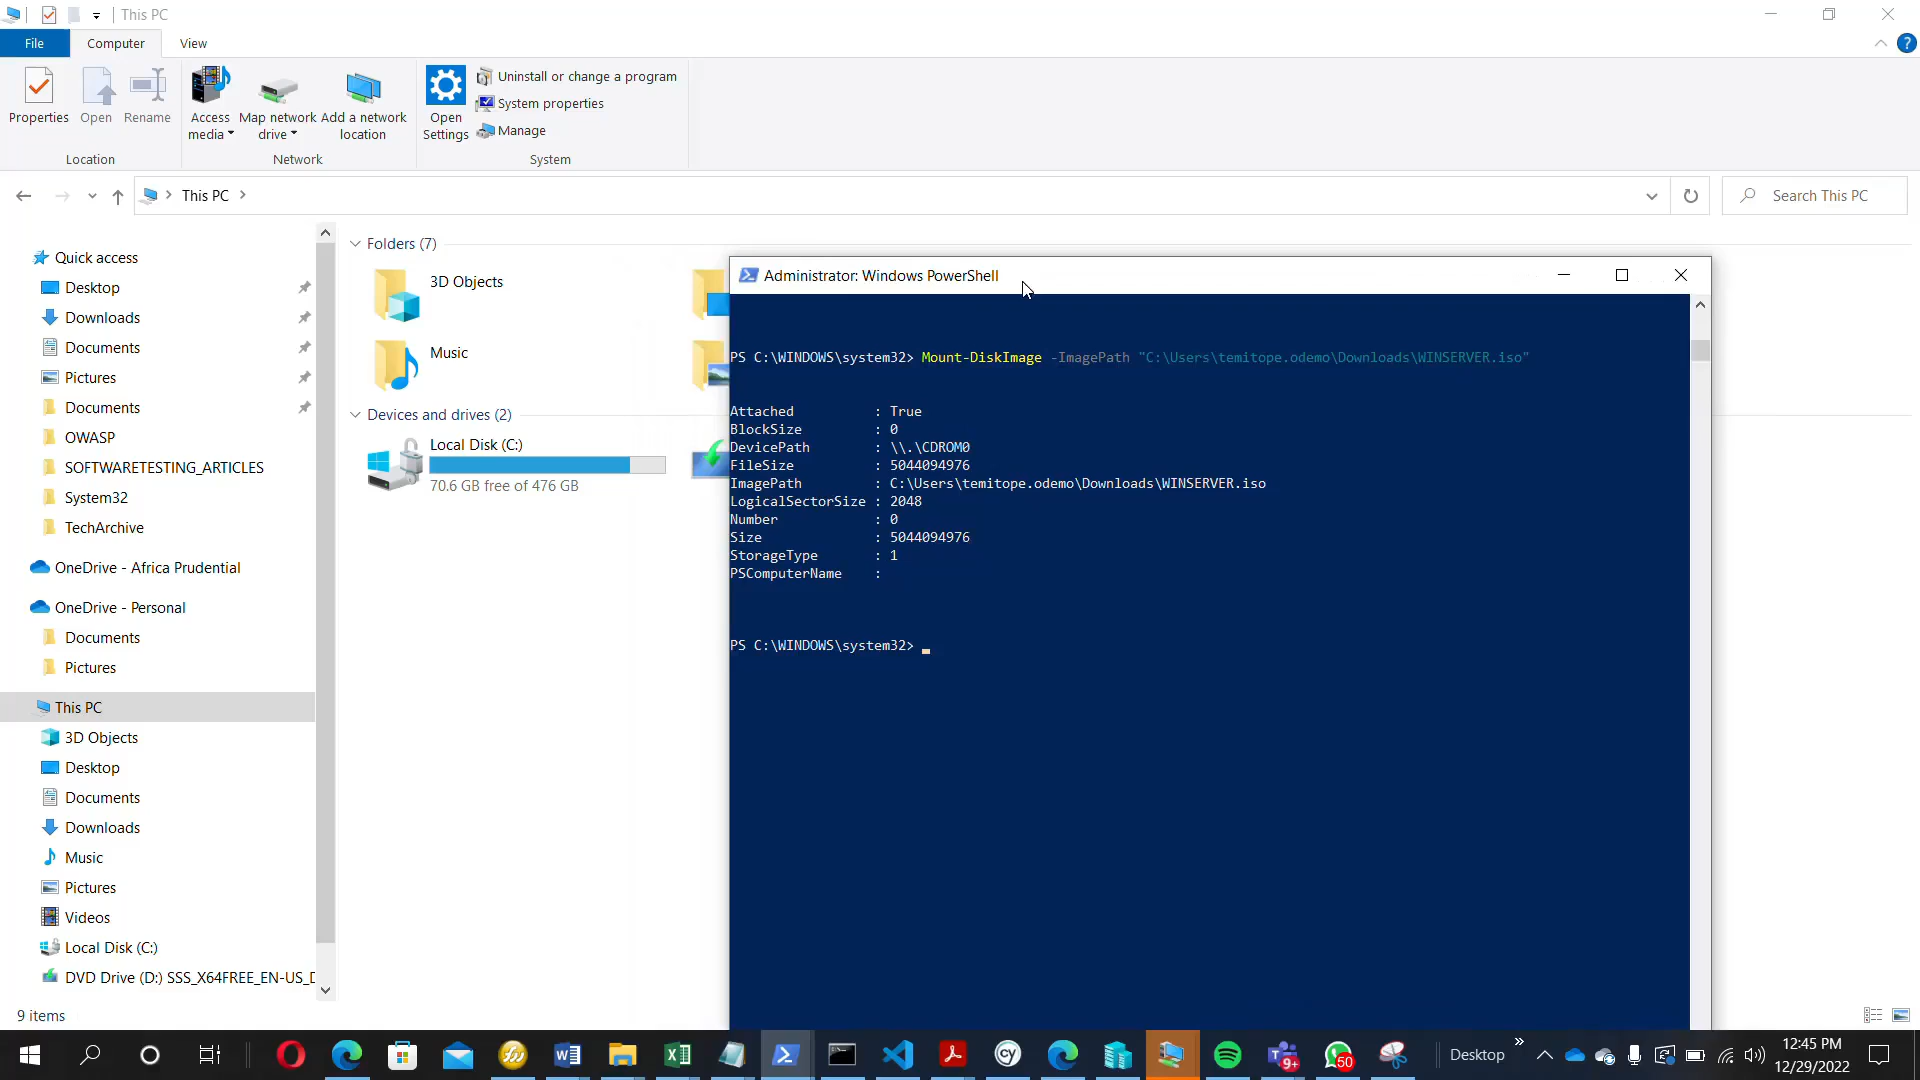 This PC
File
Computer
View
Properties
Open
Rename
Access media
Map network drive
Add a network location
Open Settings
Uninstall or change a program
System properties
Manage
Location
Network
System
This PC
Search This PC
Quick access
Desktop
Downloads
Documents
Pictures
Documents
OWASP
SOFTWARETESTING_ARTICLES
System32
TechArchive
OneDrive - Africa Prudential
OneDrive - Personal
Documents
Pictures
This PC
3D Objects
Desktop
Documents
Downloads
Music
Pictures
Videos
Local Disk (C:)
DVD Drive (D:) SSS_X64FREE_EN-US_D
9 items
Folders (7)
3D Objects
Music
Devices and drives (2)
Local Disk (C:)
70.6 GB free of 476 GB
Administrator: Windows PowerShell
PS C:\WINDOWS\system32> Mount-DiskImage -ImagePath "C:\Users\temitope.odemo\Downloads\WINSERVER.iso"
Attached : True
BlockSize : 0
DevicePath : \\.\CDROM0
FileSize : 5044094976
ImagePath : C:\Users\temitope.odemo\Downloads\WINSERVER.iso
LogicalSectorSize : 2048
Number : 0
Size : 5044094976
StorageType : 1
PSComputerName :
PS C:\WINDOWS\system32>
cy
9+
50
Desktop
12:45 PM
12/29/2022